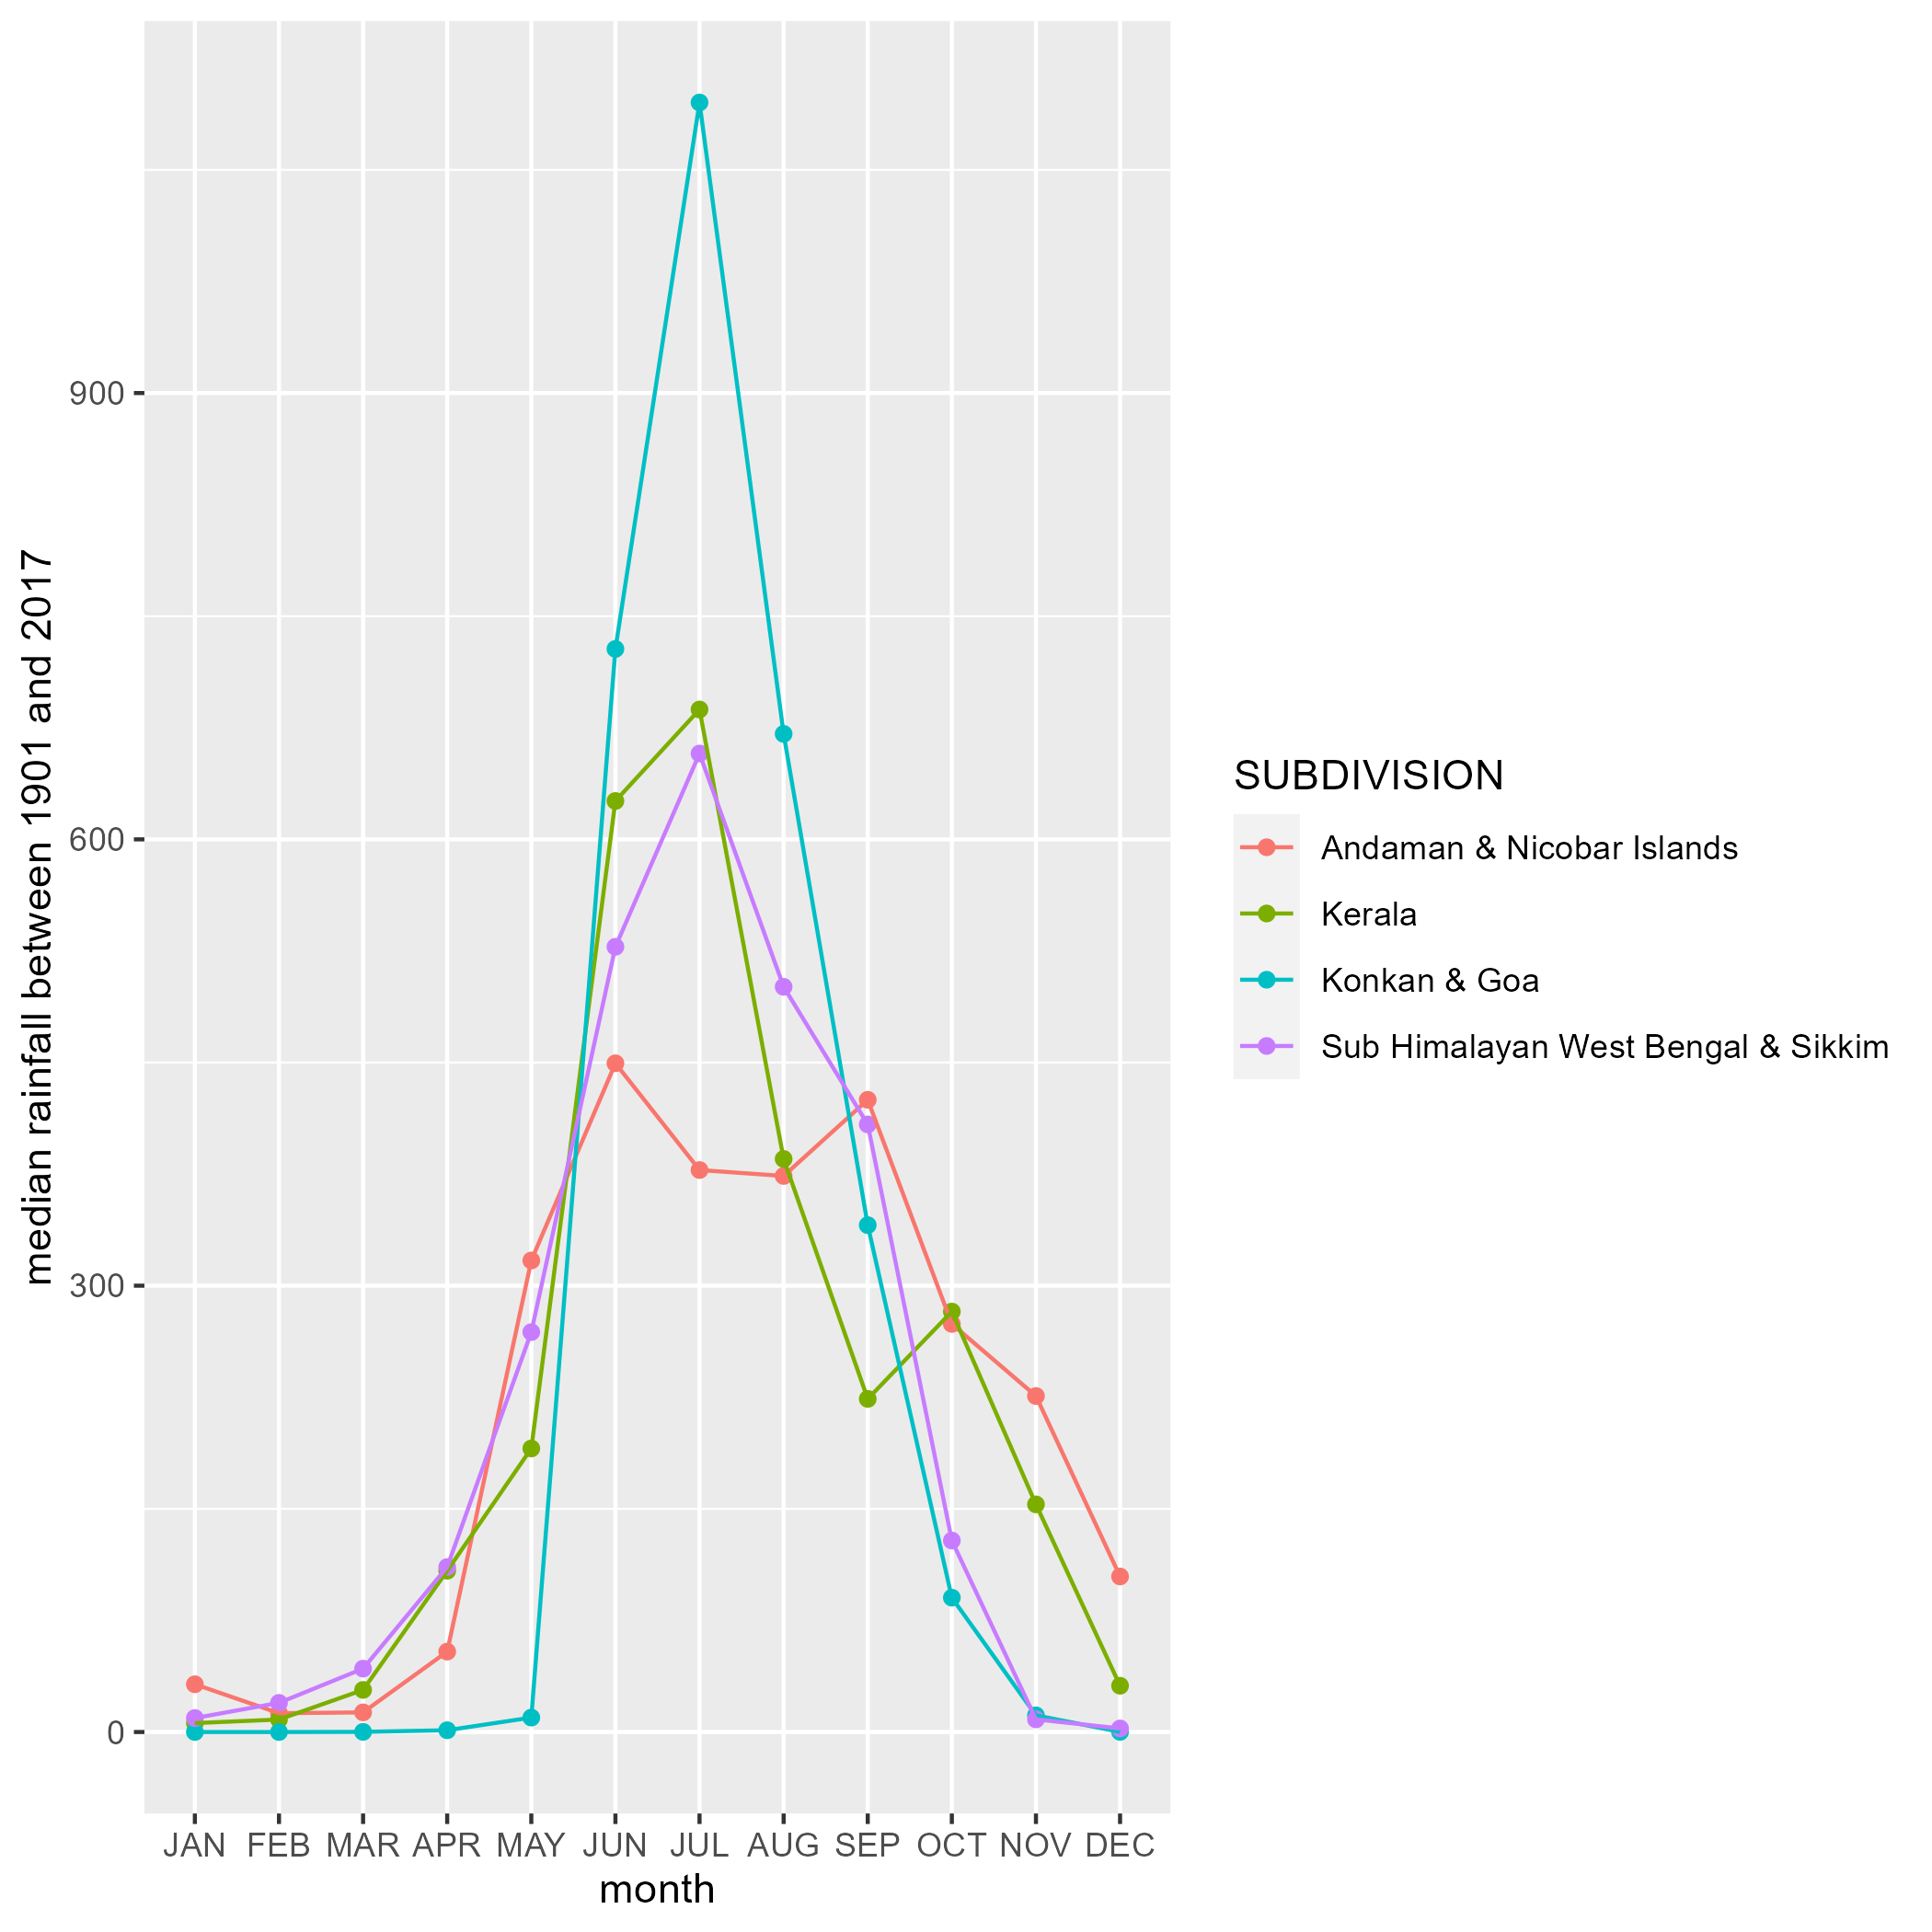 median rainfall between 1901 and 2017
900
600
300
0
JAN FEB MAR APR MAY JUN JUL AUG SEP OCT NOV DEC
month
SUBDIVISION
Andaman & Nicobar Islands
Kerala
Konkan & Goa
Sub Himalayan West Bengal & Sikkim